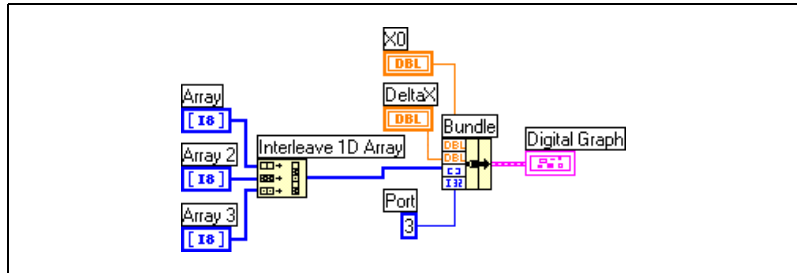 X0
DBL
DeltaX
DBL
Array
[I8]
Array 2
[I8]
Array 3
[I8]
Interleave 1D Array
Bundle
DBL
DBL
[ ]
I32
Port
3
Digital Graph